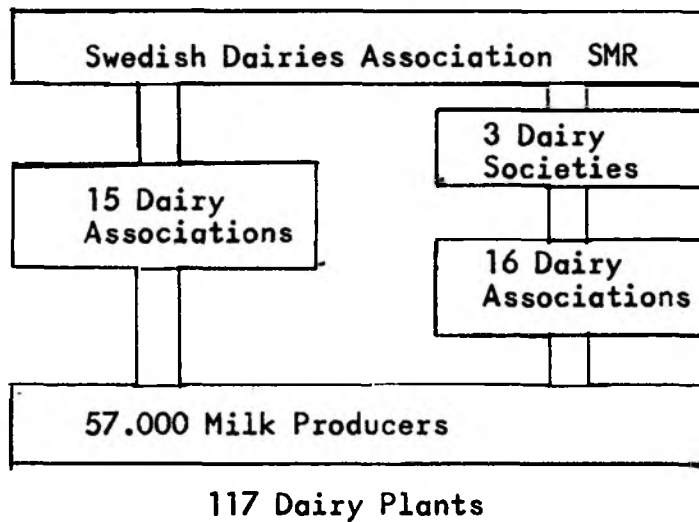 Swedish Dairies Association SMR
3 Dairy
Societies
15 Dairy
Associations
16 Dairy
Associations
57.000 Milk Producers
117 Dairy Plants